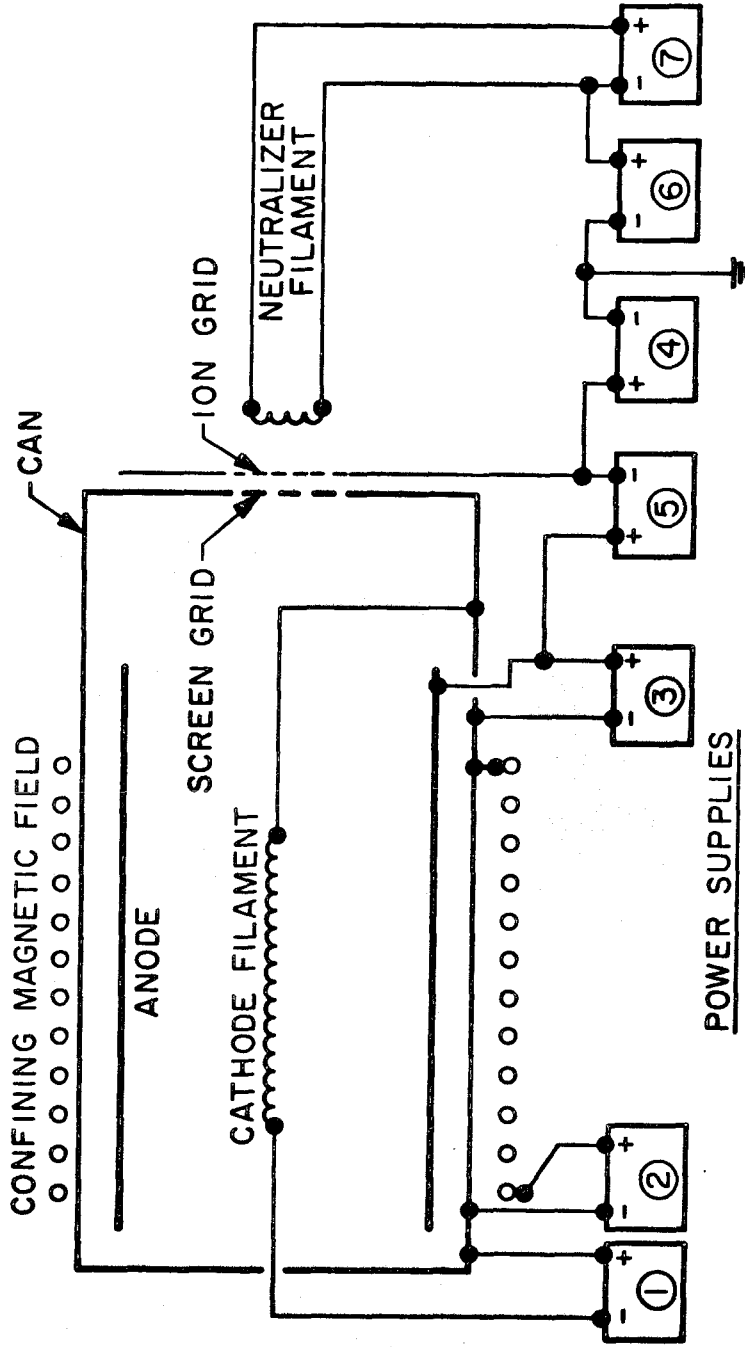 CONFINING MAGNETIC FIELD
CAN
ANODE
SCREEN GRID
ION GRID
NEUTRALIZER
FILAMENT
CATHODE FILAMENT
- ① +
- ② +
- ③ +
+ ⑤ -
+ ④ -
- ⑥ +
- ⑦ +
POWER SUPPLIES